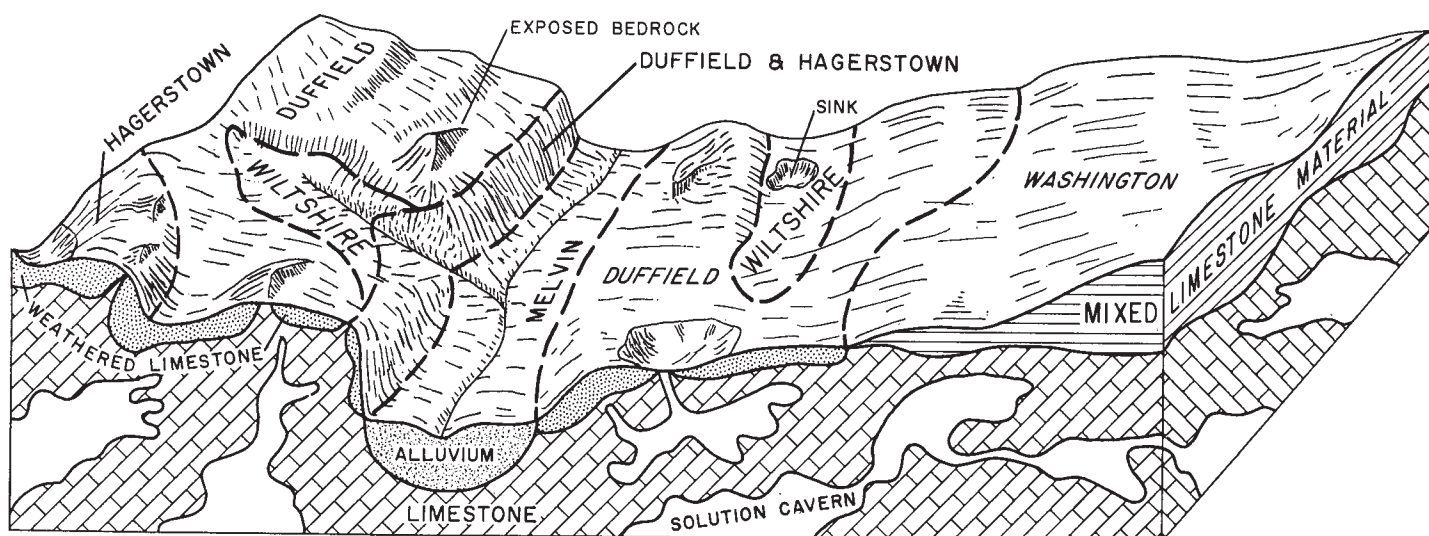 EXPOSED BEDROCK
DUFFIELD
HAGERSTOWN
DUFFIELD & HAGERSTOWN
SINK
WILTSHIRE
MELVIN
DUFFIELD
WILTSHIRE
WASHINGTON
MIXED LIMESTONE MATERIAL
WEATHERED LIMESTONE
ALLUVIUM
LIMESTONE
SOLUTION CAVERN